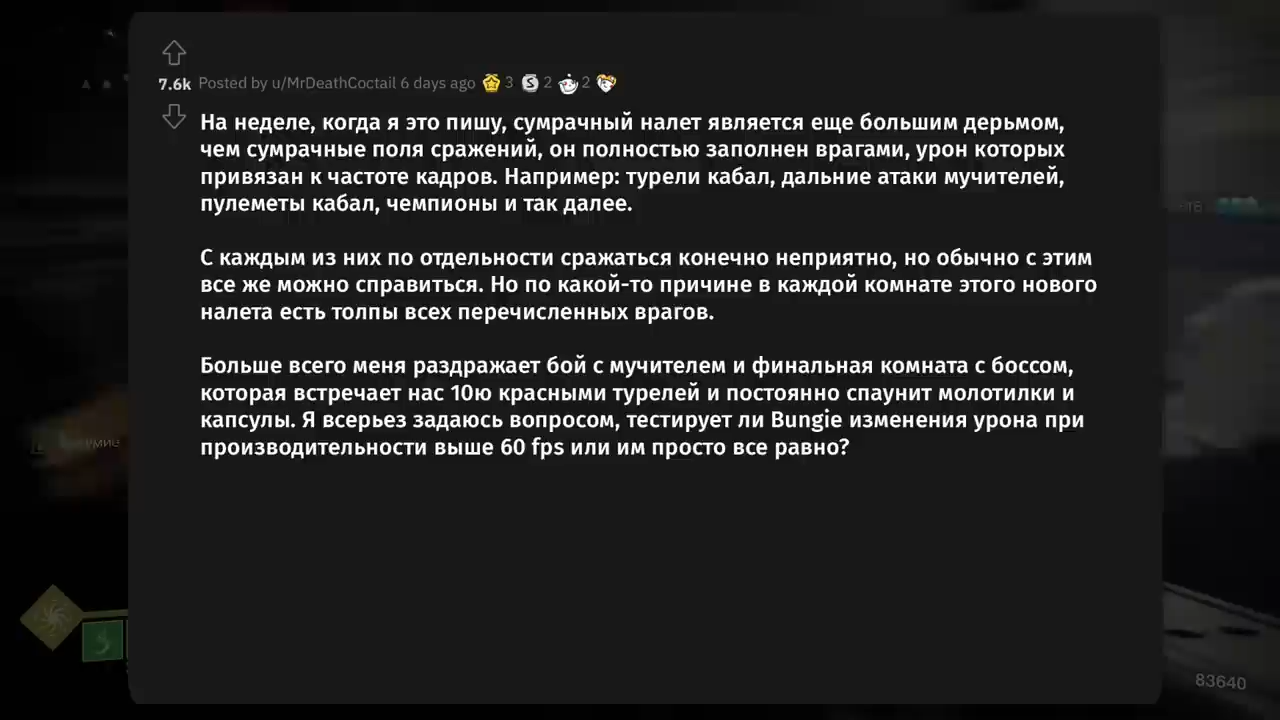 7.6k Posted by u/MrDeathCoctail 6 days ago 3 2 2
На неделе, когда я это пишу, сумрачный налет является еще большим дерьмом,
чем сумрачные поля сражений, он полностью заполнен врагами, урон которых
привязан к частоте кадров. Например: турели кабал, дальние атаки мучителей,
пулеметы кабал, чемпионы и так далее.
С каждым из них по отдельности сражаться конечно неприятно, но обычно с этим
все же можно справиться. Но по какой-то причине в каждой комнате этого нового
налета есть толпы всех перечисленных врагов.
Больше всего меня раздражает бой с мучителем и финальная комната с боссом,
которая встречает нас 10ю красными турелей и постоянно спаунит молотилки и
капсулы. Я всерьез задаюсь вопросом, тестирует ли Bungie изменения урона при
производительности выше 60 fps или им просто все равно?
83640